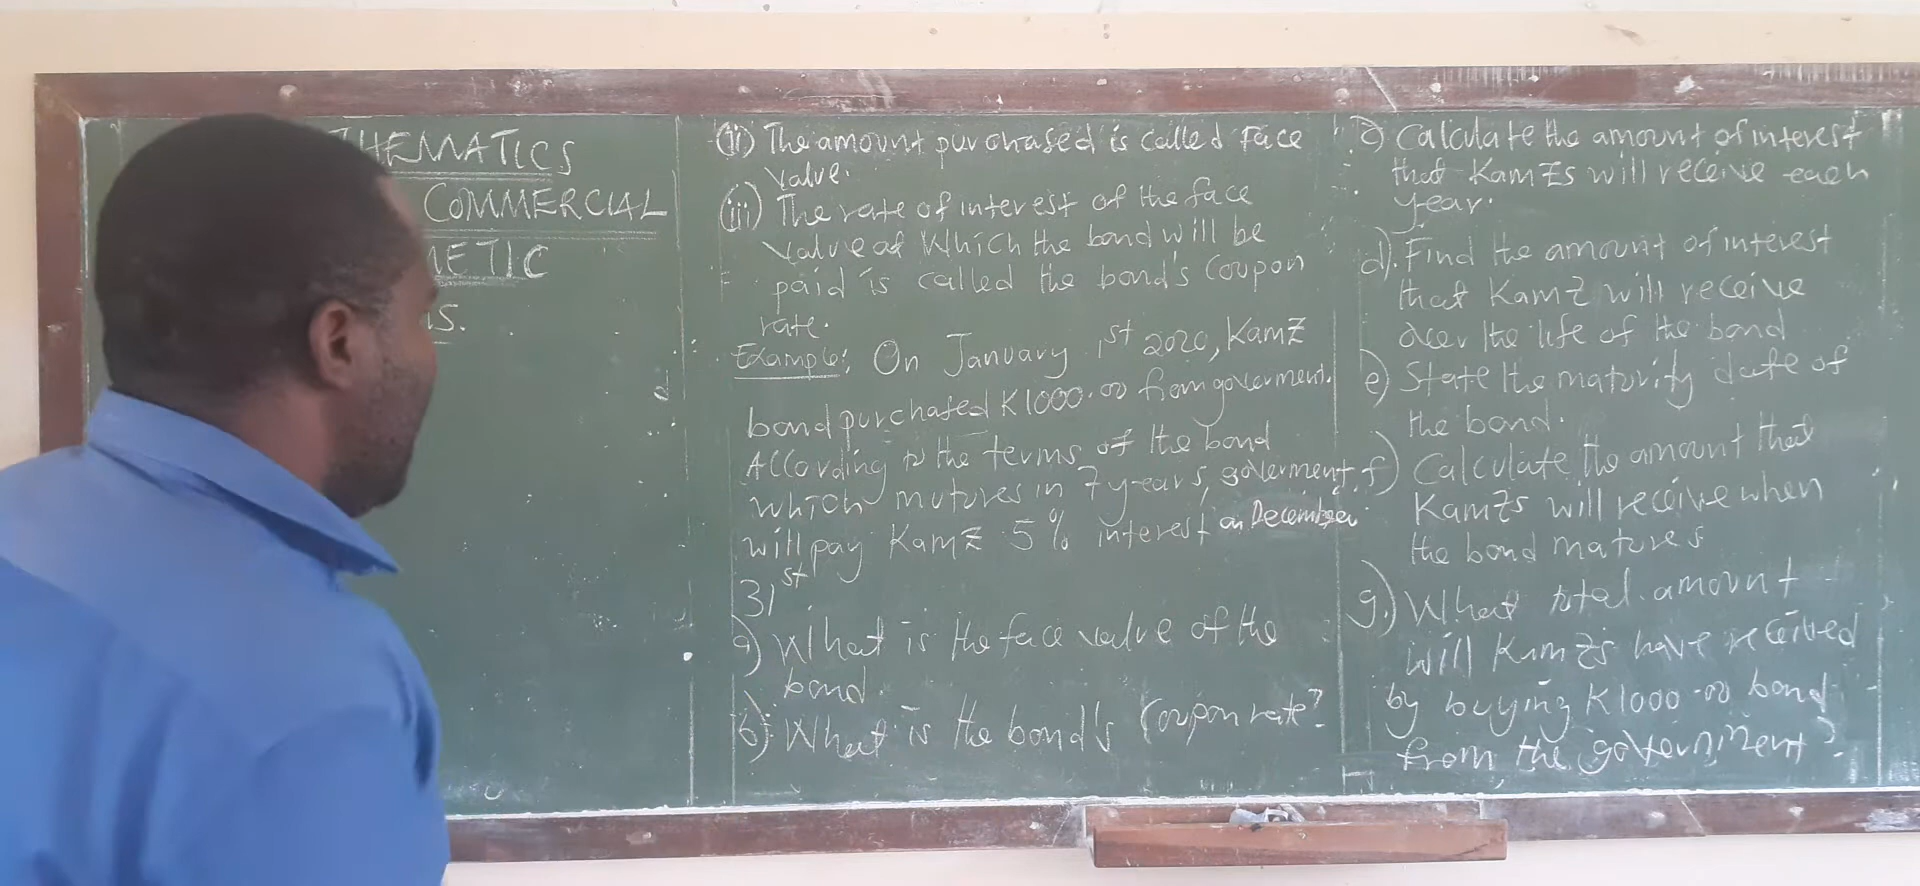 THEMATICS
COMMERCIAL
METIC
NS.
(ii) The amount purchased is called Face
Value.
(iii) The rate of interest of the face
Value at Which the bond will be
paid is called the bond's Coupon
rate.
Example: On January 1st 2020, KamZ
bond purchased K1000.00 from goverment.
According to the terms of the bond
which matures in 7 years, goverment
will pay KamZ 5% interest on December
31st
a) What is the face value of the
bond.
b) What is the bond's Coupon rate?
c) Calculate the amount of interest
that KamZs will receive each
year.
d). Find the amount of interest
that KamZ will receive
over the life of the bond
e) State the maturity date of
the bond.
f) Calculate the amount that
KamZs will receive when
the bond matures
g.) What total amount
will KamZs have received
by buying K1000.00 bond
from the government?